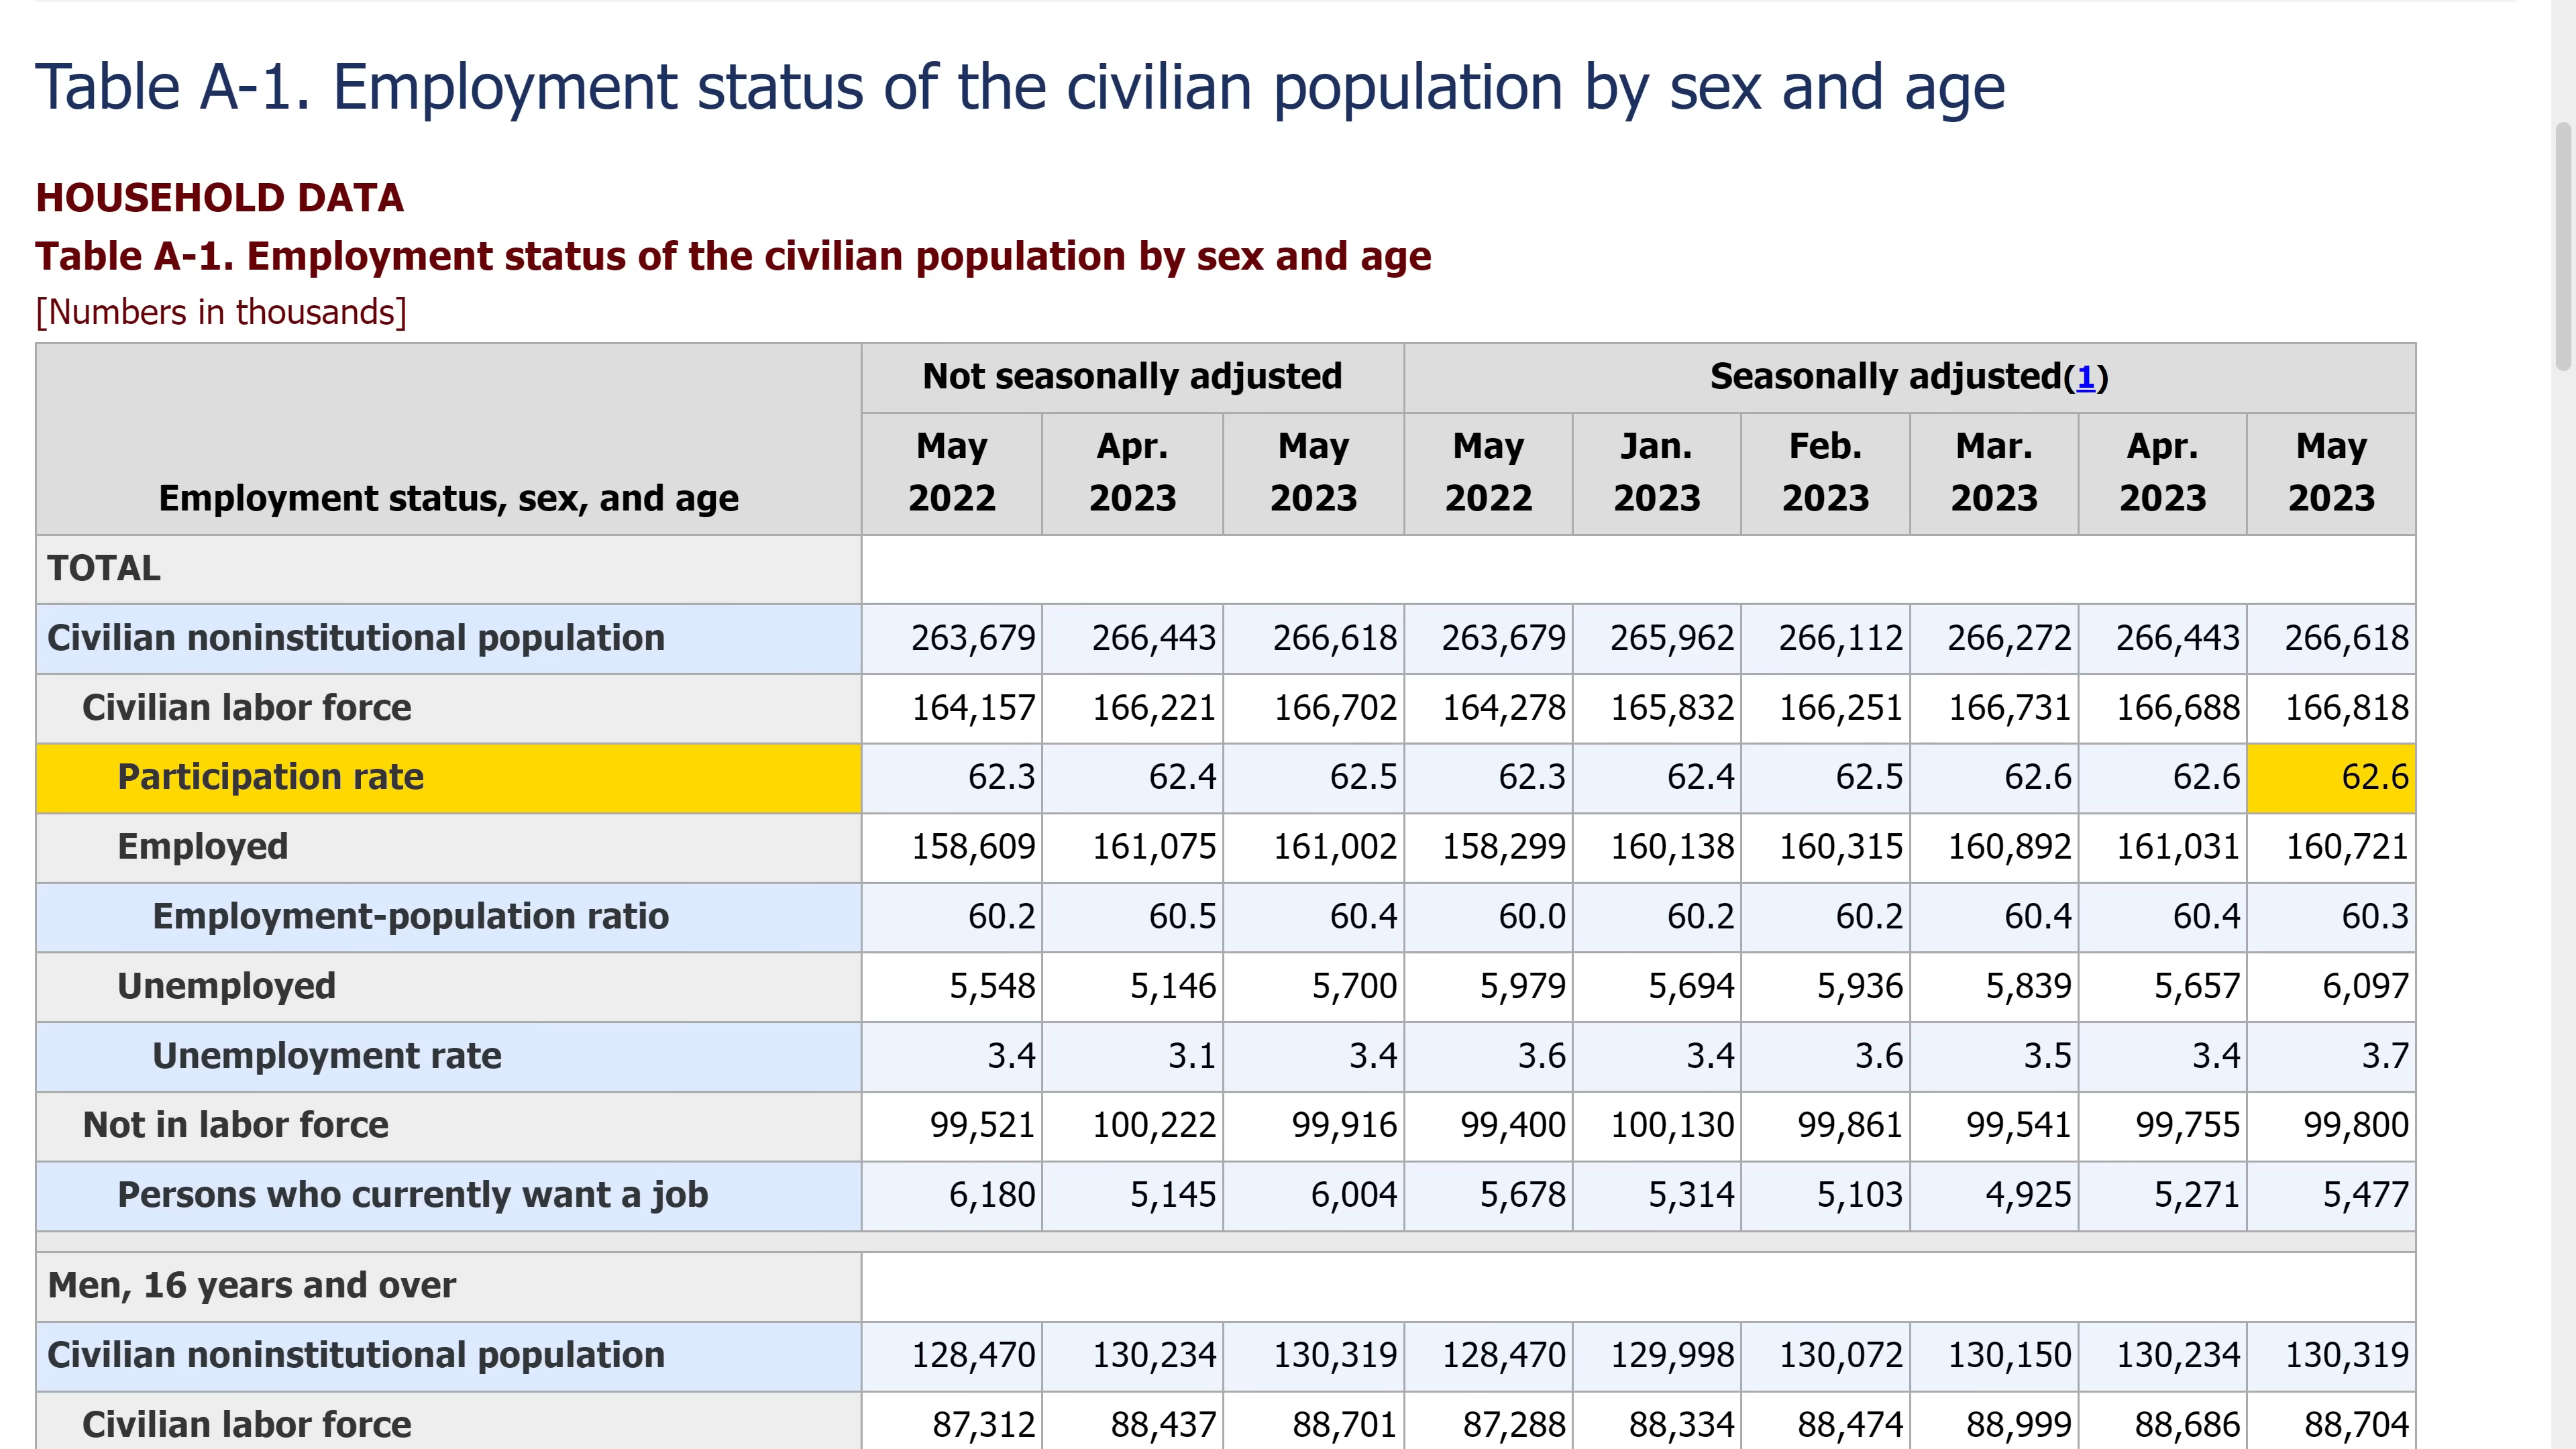 Table A-1. Employment status of the civilian population by sex and age
HOUSEHOLD DATA
Table A-1. Employment status of the civilian population by sex and age
[Numbers in thousands]
Employment status, sex, and age Not seasonally adjusted Seasonally adjusted(1)
May 2022 Apr. 2023 May 2023 May 2022 Jan. 2023 Feb. 2023 Mar. 2023 Apr. 2023 May 2023
TOTAL
Civilian noninstitutional population 263,679 266,443 266,618 263,679 265,962 266,112 266,272 266,443 266,618
Civilian labor force 164,157 166,221 166,702 164,278 165,832 166,251 166,731 166,688 166,818
Participation rate 62.3 62.4 62.5 62.3 62.4 62.5 62.6 62.6 62.6
Employed 158,609 161,075 161,002 158,299 160,138 160,315 160,892 161,031 160,721
Employment-population ratio 60.2 60.5 60.4 60.0 60.2 60.2 60.4 60.4 60.3
Unemployed 5,548 5,146 5,700 5,979 5,694 5,936 5,839 5,657 6,097
Unemployment rate 3.4 3.1 3.4 3.6 3.4 3.6 3.5 3.4 3.7
Not in labor force 99,521 100,222 99,916 99,400 100,130 99,861 99,541 99,755 99,800
Persons who currently want a job 6,180 5,145 6,004 5,678 5,314 5,103 4,925 5,271 5,477
Men, 16 years and over
Civilian noninstitutional population 128,470 130,234 130,319 128,470 129,998 130,072 130,150 130,234 130,319
Civilian labor force 87,312 88,437 88,701 87,288 88,334 88,474 88,999 88,686 88,704